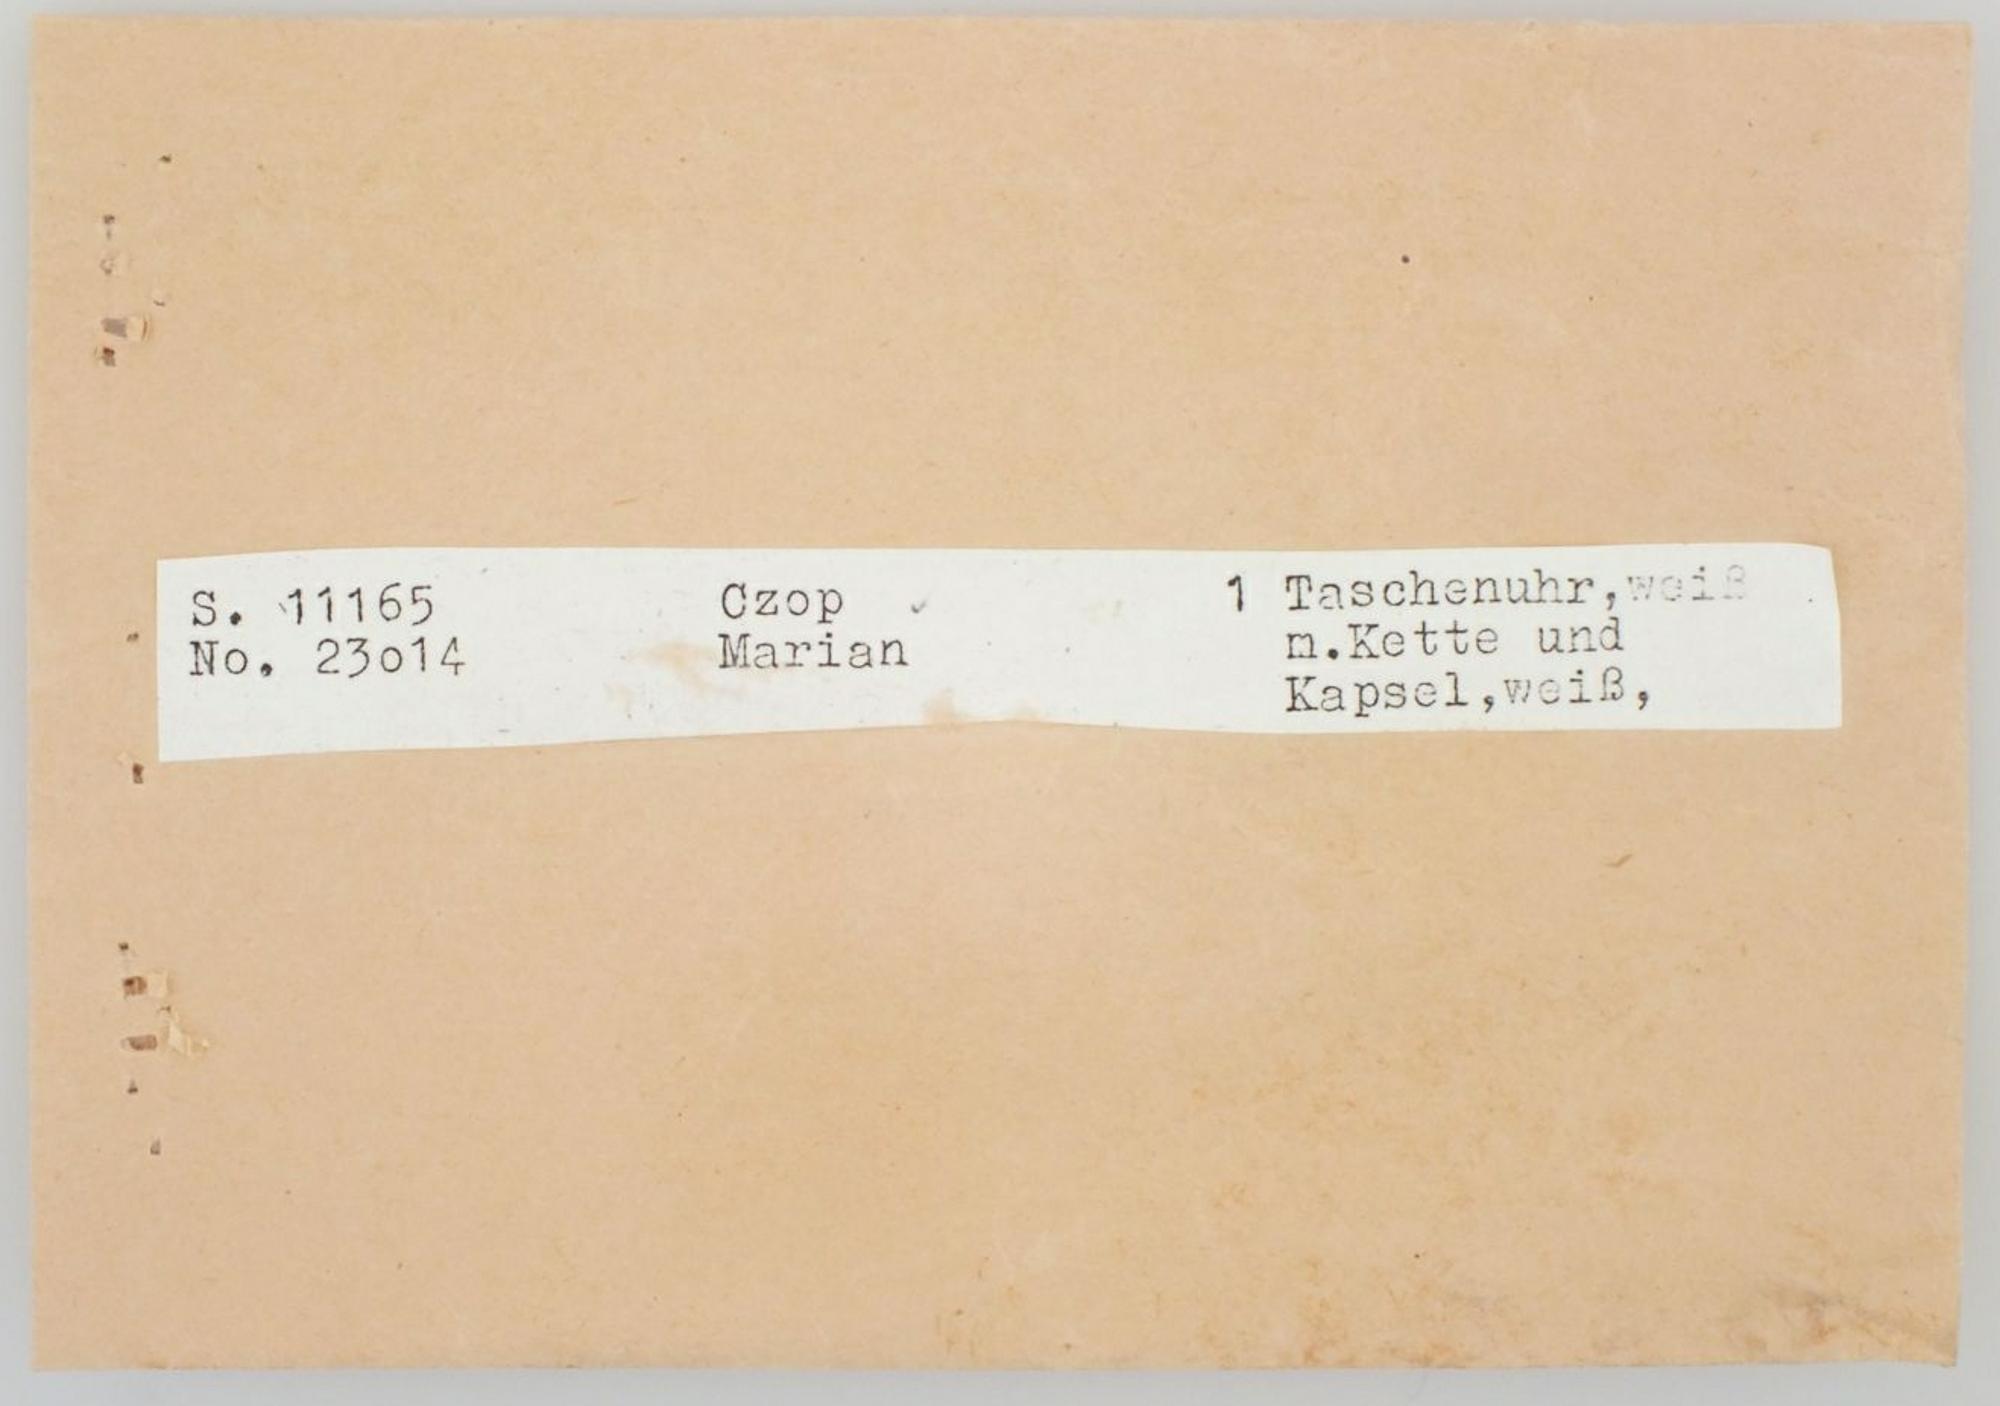 S. 11165
No. 23o14
Czop
Marian
1 Taschenuhr,weiß
m.Kette und
Kapsel,weiß,